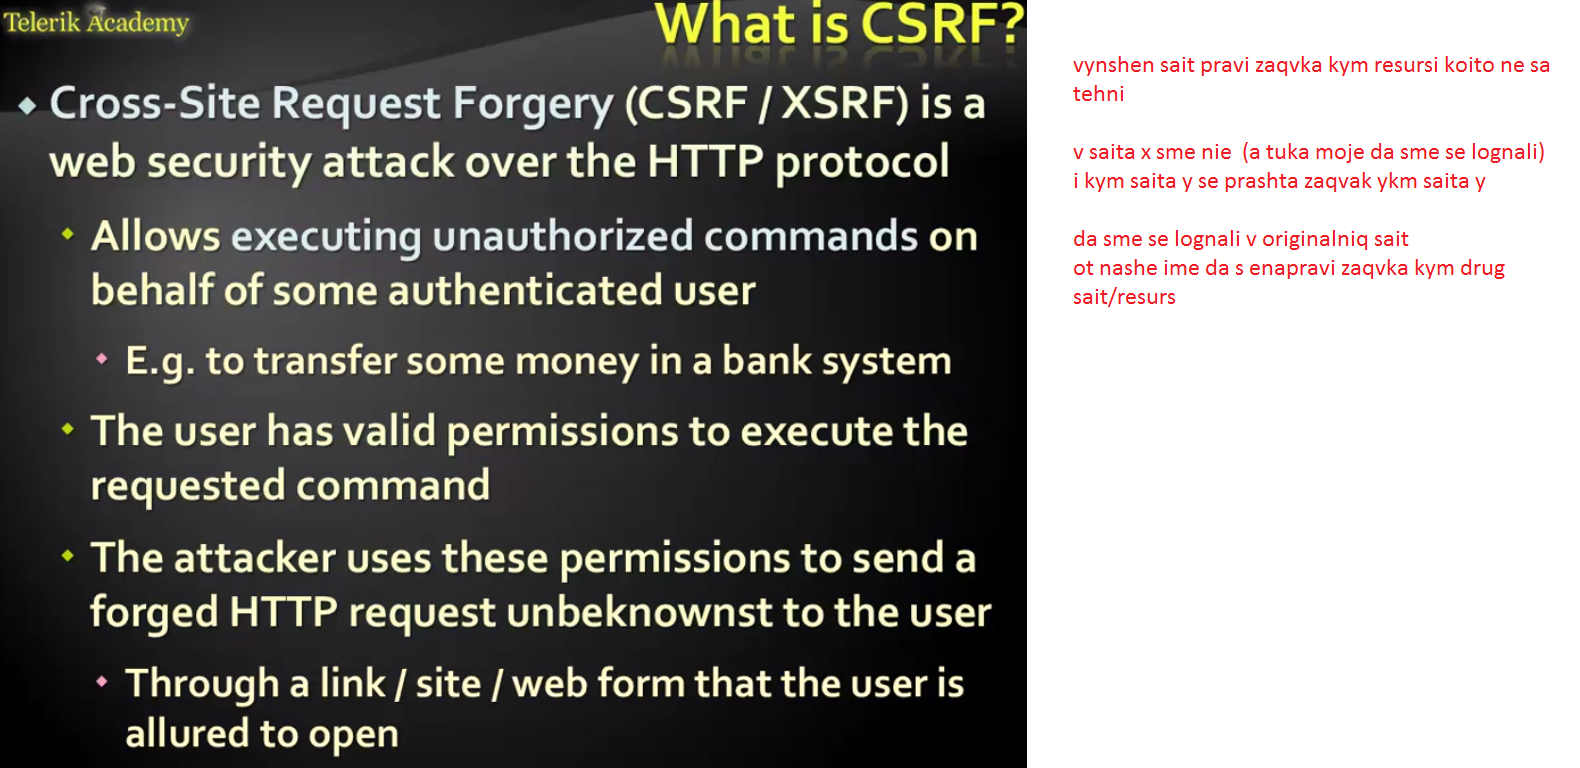 Telerik Academy
What is CSRF?
Cross-Site Request Forgery (CSRF / XSRF) is a
web security attack over the HTTP protocol
Allows executing unauthorized commands on
behalf of some authenticated user
E.g. to transfer some money in a bank system
The user has valid permissions to execute the
requested command
The attacker uses these permissions to send a
forged HTTP request unbeknownst to the user
Through a link / site / web form that the user is
allured to open
vynshen sait pravi zaqvka kym resursi koito ne sa
tehni
v saita x sme nie (a tuka moje da sme se lognali)
i kym saita y se prashta zaqvak ykm saita y
da sme se lognali v originalniq sait
ot nashe ime da s enapravi zaqvka kym drug
sait/resurs